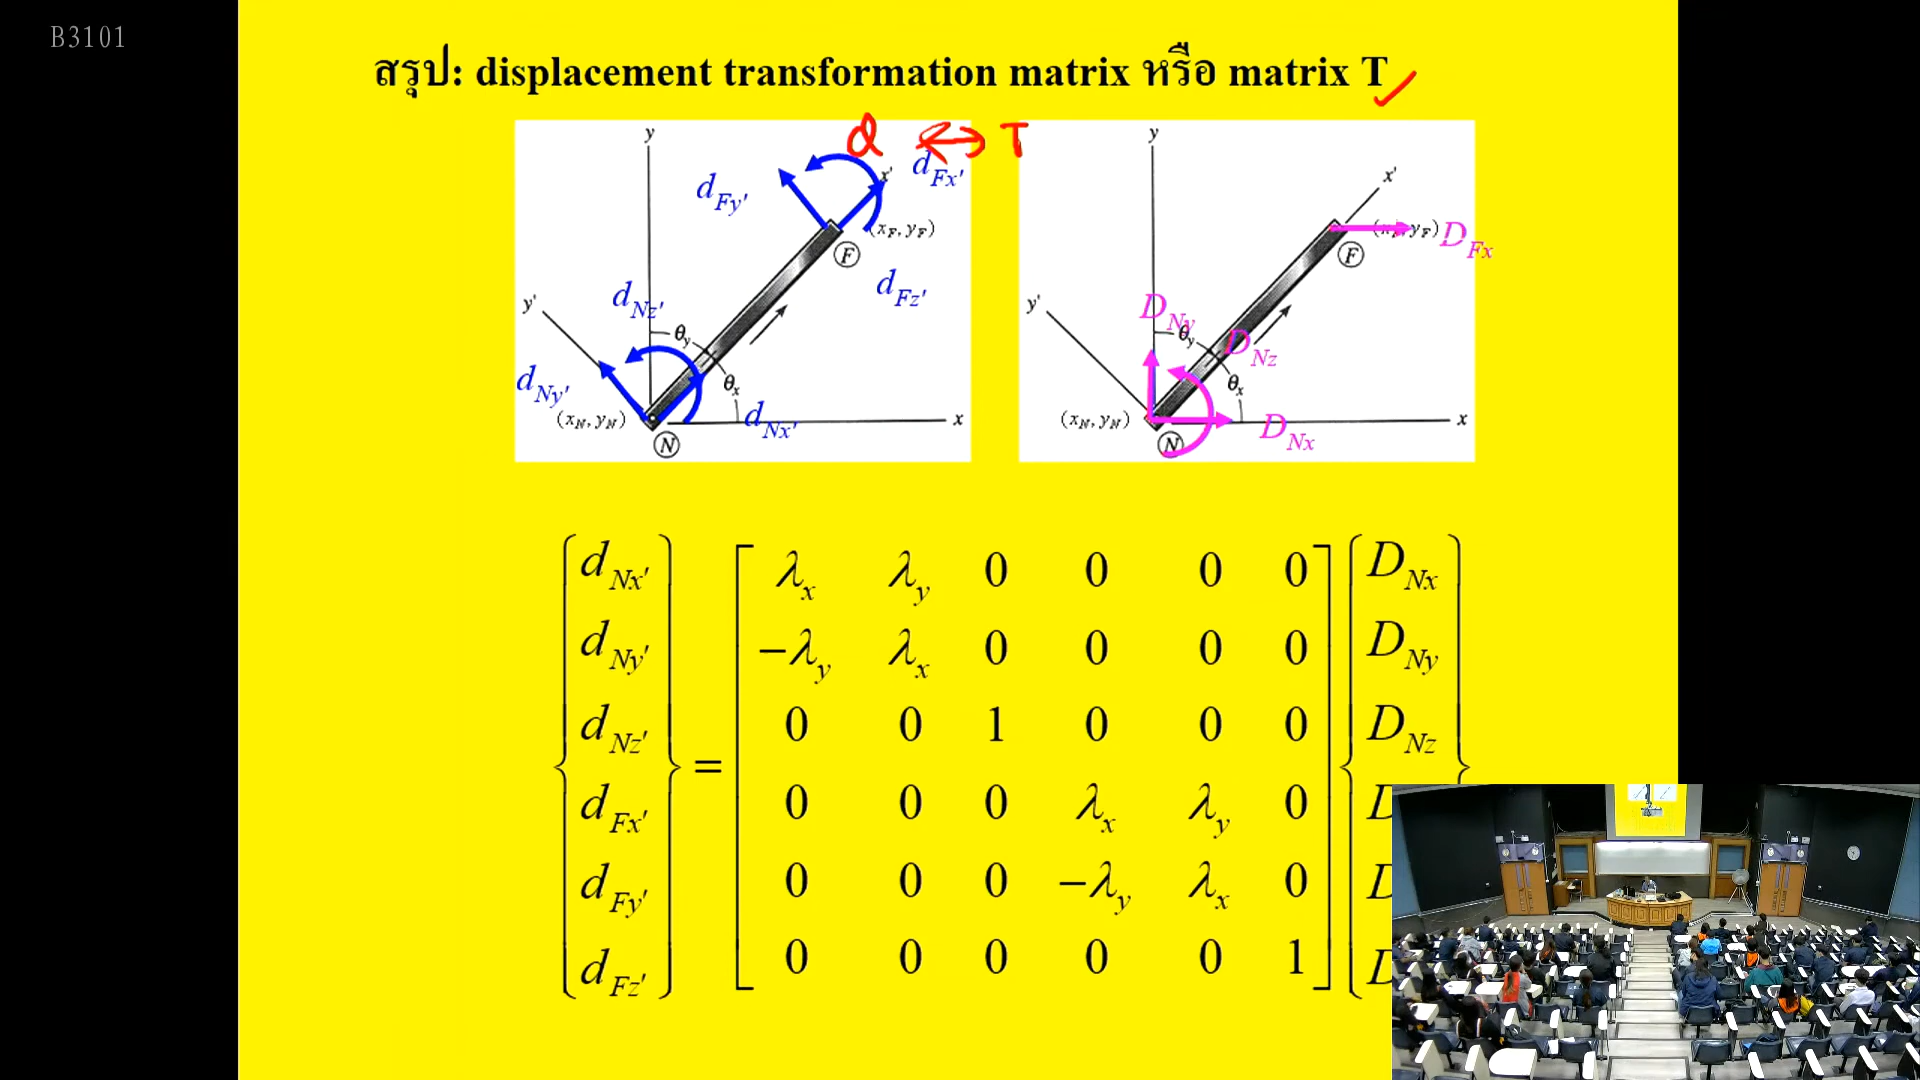 B3101
สรุป: displacement transformation matrix หรือ matrix T
Q ↔ T
y
x'
d_Fx'
d_Fy'
(x_F, y_F)
F
d_Fz'
y'
d_Nz'
θ_y
d_Ny'
θ_x
(x_N, y_N)
d_Nx'
x
N
y
x'
D_Fx
F
y'
D_Ny
θ_y
D_Nz
θ_x
(x_N, y_N)
D_Nx
x
N
d_Nx' λ_x λ_y 0 0 0 0 D_Nx
d_Ny' −λ_y λ_x 0 0 0 0 D_Ny
d_Nz' 0 0 1 0 0 0 D_Nz
=
d_Fx' 0 0 0 λ_x λ_y 0
d_Fy' 0 0 0 −λ_y λ_x 0
d_Fz' 0 0 0 0 0 1